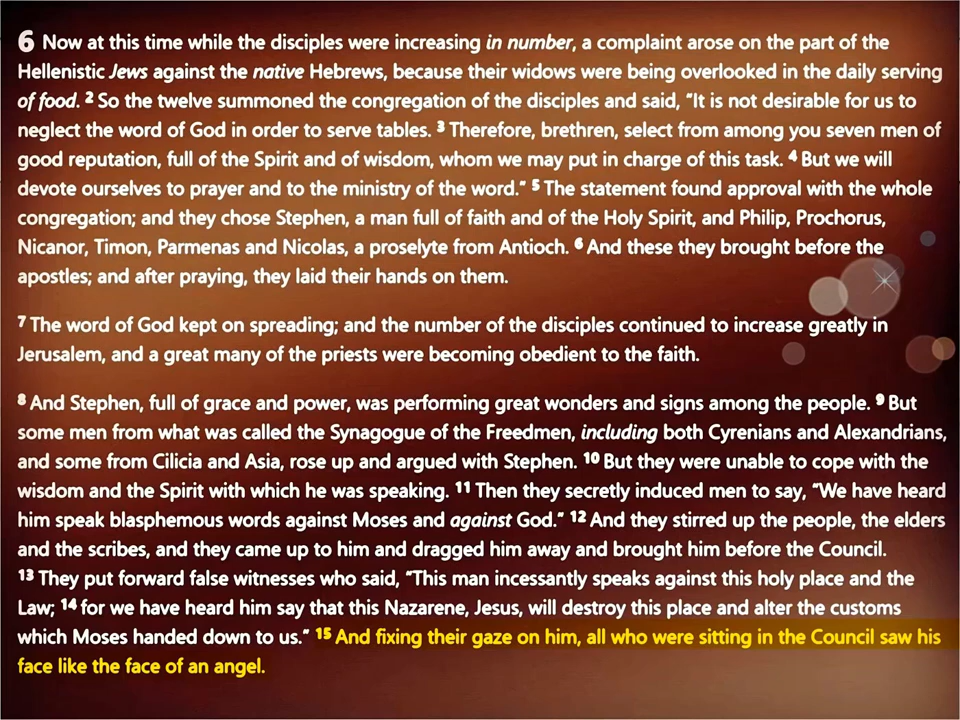 6 Now at this time while the disciples were increasing in number, a complaint arose on the part of the
Hellenistic Jews against the native Hebrews, because their widows were being overlooked in the daily serving
of food. 2 So the twelve summoned the congregation of the disciples and said, “It is not desirable for us to
neglect the word of God in order to serve tables. 3 Therefore, brethren, select from among you seven men of
good reputation, full of the Spirit and of wisdom, whom we may put in charge of this task. 4 But we will
devote ourselves to prayer and to the ministry of the word.” 5 The statement found approval with the whole
congregation; and they chose Stephen, a man full of faith and of the Holy Spirit, and Philip, Prochorus,
Nicanor, Timon, Parmenas and Nicolas, a proselyte from Antioch. 6 And these they brought before the
apostles; and after praying, they laid their hands on them.
7 The word of God kept on spreading; and the number of the disciples continued to increase greatly in
Jerusalem, and a great many of the priests were becoming obedient to the faith.
8 And Stephen, full of grace and power, was performing great wonders and signs among the people. 9 But
some men from what was called the Synagogue of the Freedmen, including both Cyrenians and Alexandrians,
and some from Cilicia and Asia, rose up and argued with Stephen. 10 But they were unable to cope with the
wisdom and the Spirit with which he was speaking. 11 Then they secretly induced men to say, “We have heard
him speak blasphemous words against Moses and against God.” 12 And they stirred up the people, the elders
and the scribes, and they came up to him and dragged him away and brought him before the Council.
13 They put forward false witnesses who said, “This man incessantly speaks against this holy place and the
Law; 14 for we have heard him say that this Nazarene, Jesus, will destroy this place and alter the customs
which Moses handed down to us.” 15 And fixing their gaze on him, all who were sitting in the Council saw his
face like the face of an angel.